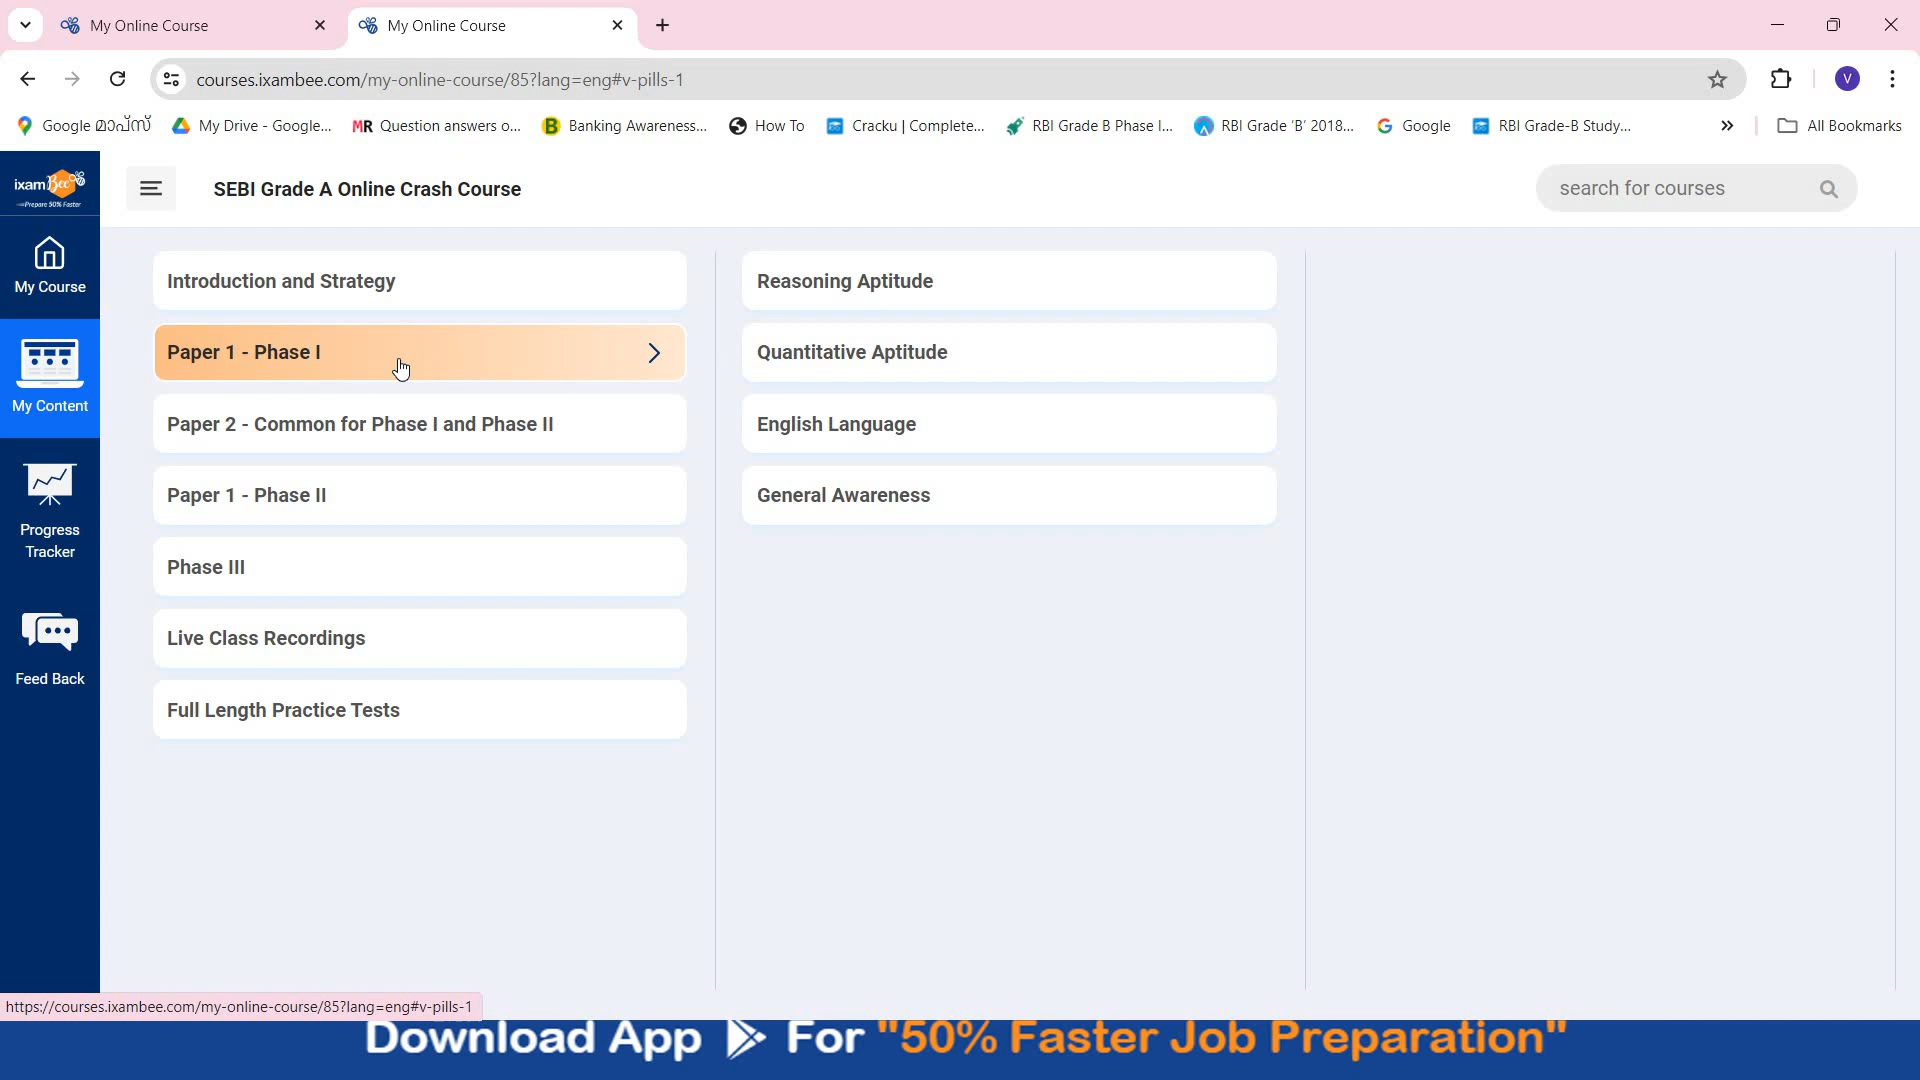 My Online Course
My Online Course
courses.ixambee.com/my-online-course/85?lang=eng#v-pills-1
V
Google മാപ്സ്
My Drive - Google...
MR Question answers o...
B Banking Awareness...
How To
Cracku | Complete...
RBI Grade B Phase I...
RBI Grade 'B' 2018...
Google
RBI Grade-B Study...
All Bookmarks
ixam Bee
Prepare 50% Faster
SEBI Grade A Online Crash Course
search for courses
My Course
My Content
Progress
Tracker
Feed Back
Introduction and Strategy
Paper 1 - Phase I
Paper 2 - Common for Phase I and Phase II
Paper 1 - Phase II
Phase III
Live Class Recordings
Full Length Practice Tests
Reasoning Aptitude
Quantitative Aptitude
English Language
General Awareness
https://courses.ixambee.com/my-online-course/85?lang=eng#v-pills-1
Download App For "50% Faster Job Preparation"